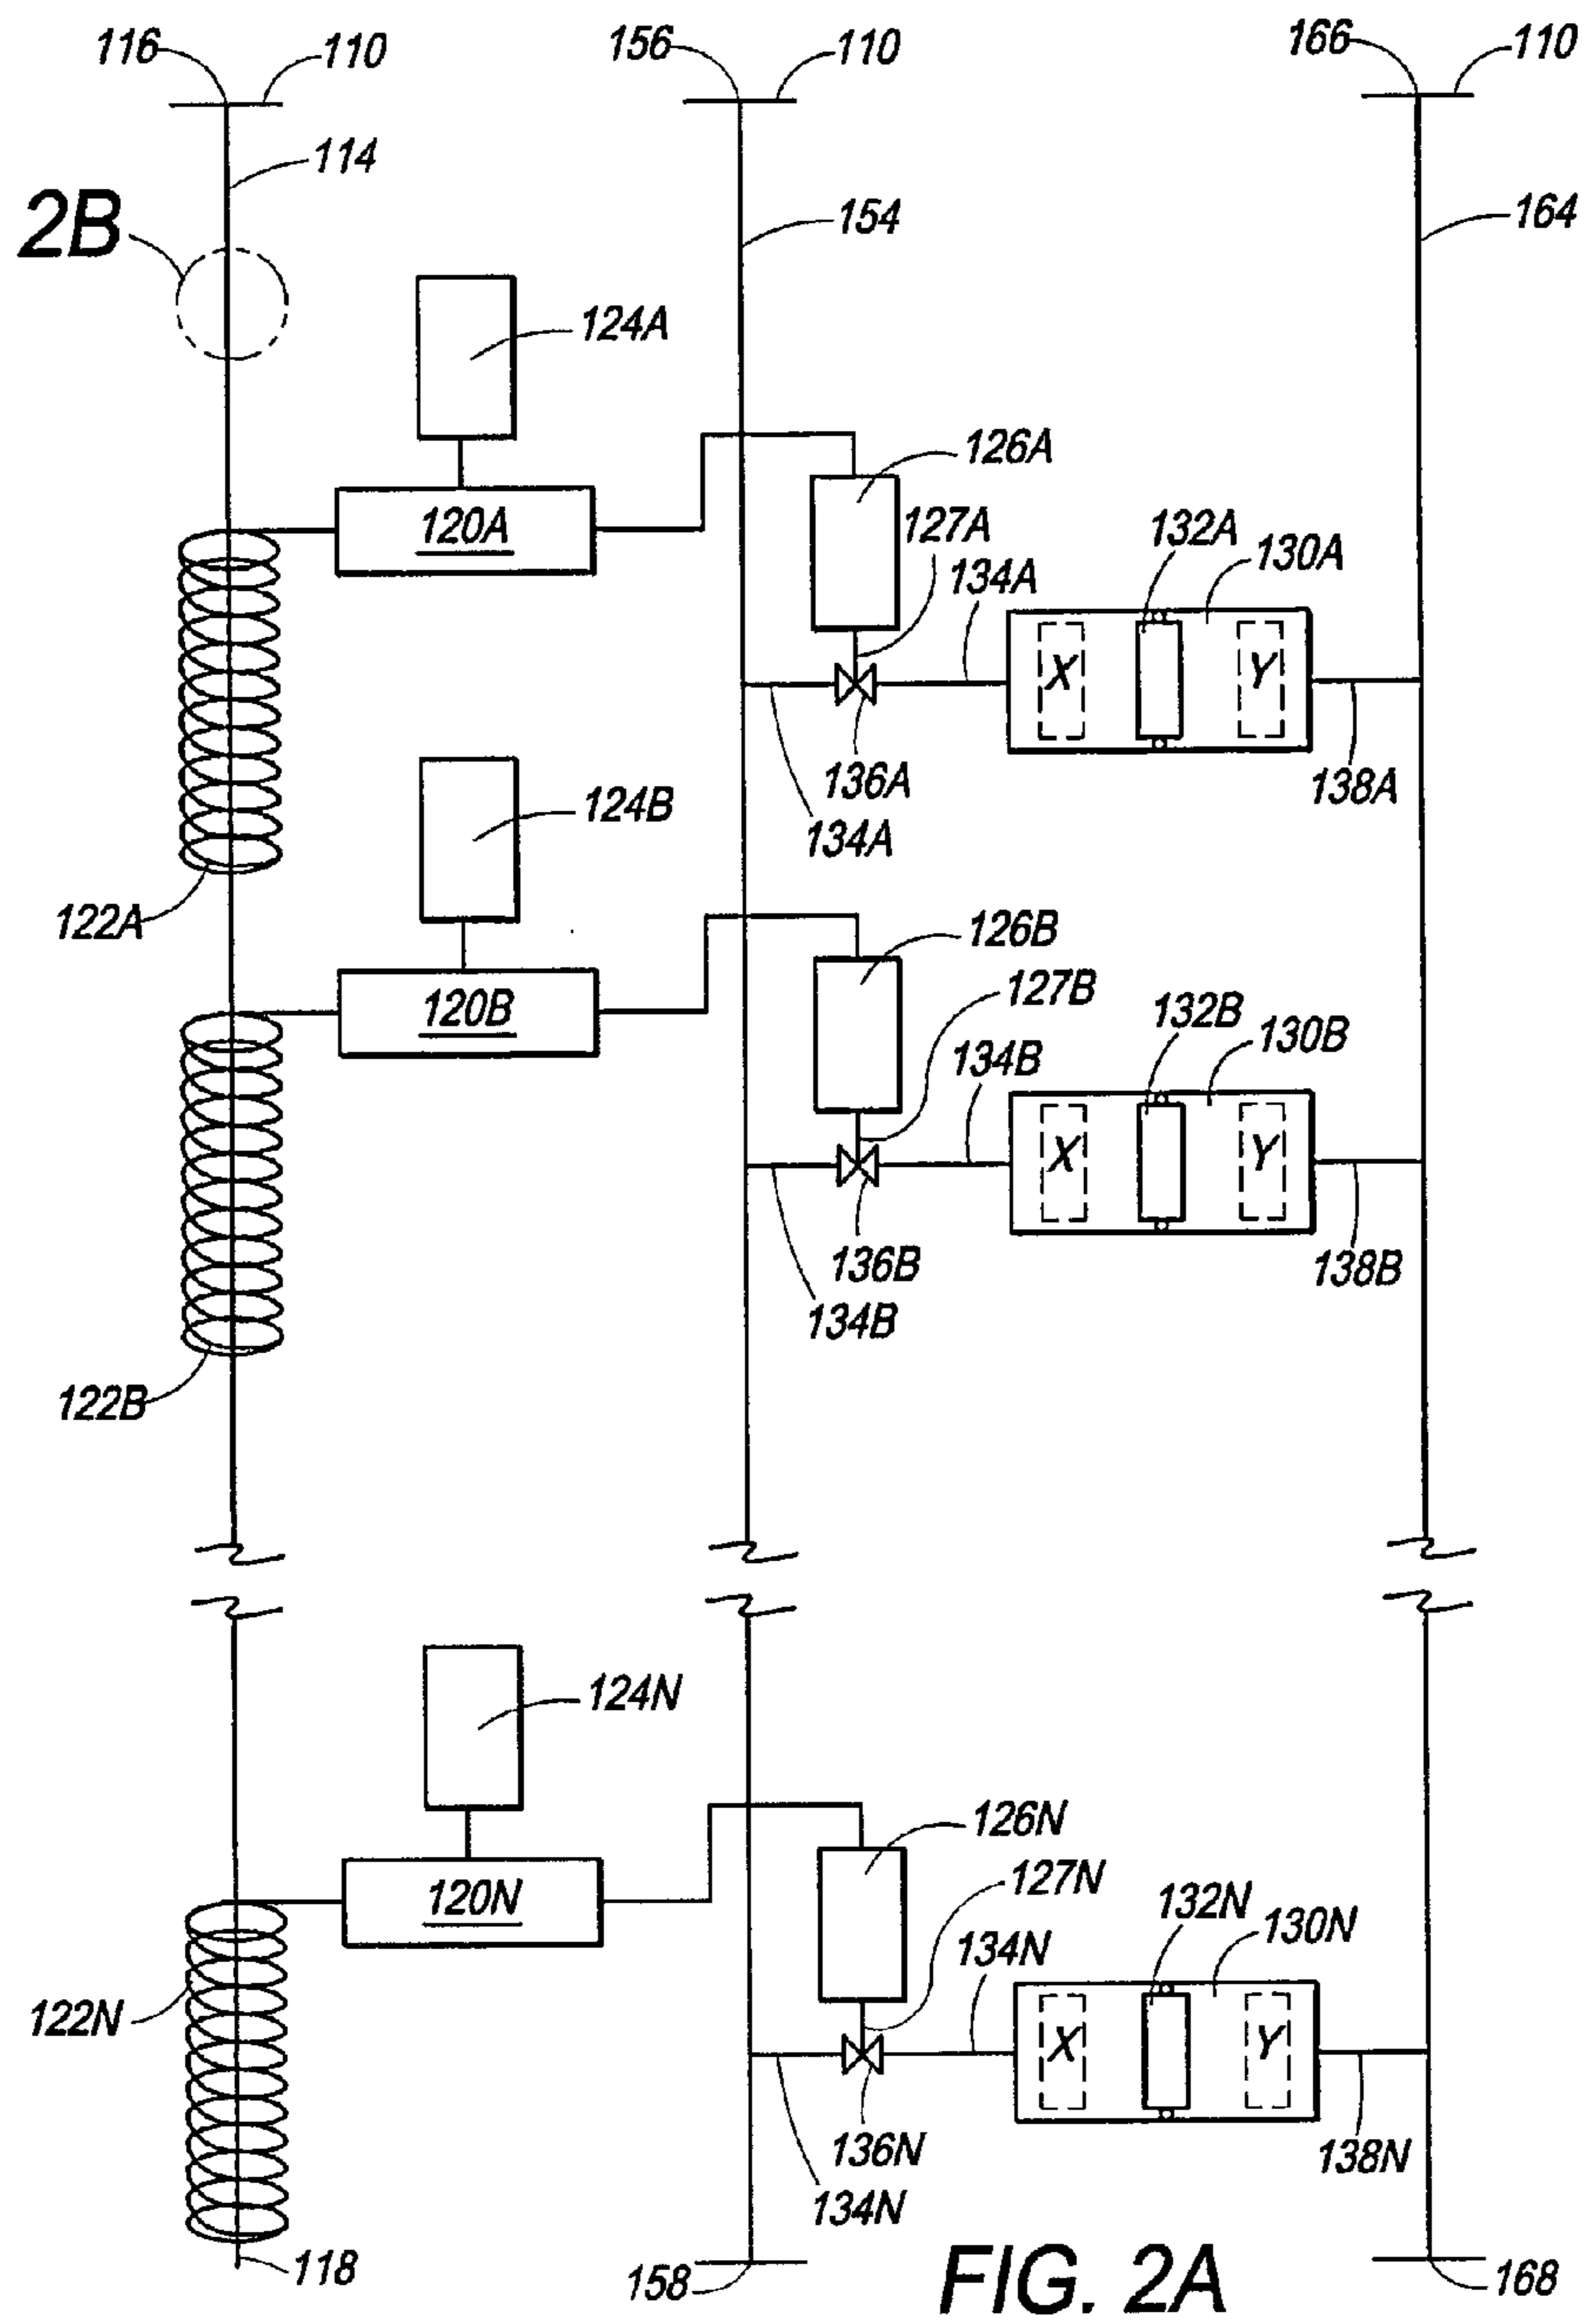 116 110 156 110 166 110
114
2B 154 164
124A
126A
120A 127A 132A 130A
134A
X Y
136A 138A
124B
134A
122A 126B
120B 127B 132B 130B
134B
X Y
136B 138B
134B
122B
124N
126N
120N 127N 132N 130N
134N
122N X Y
136N 138N
134N
118 158 FIG. 2A 168